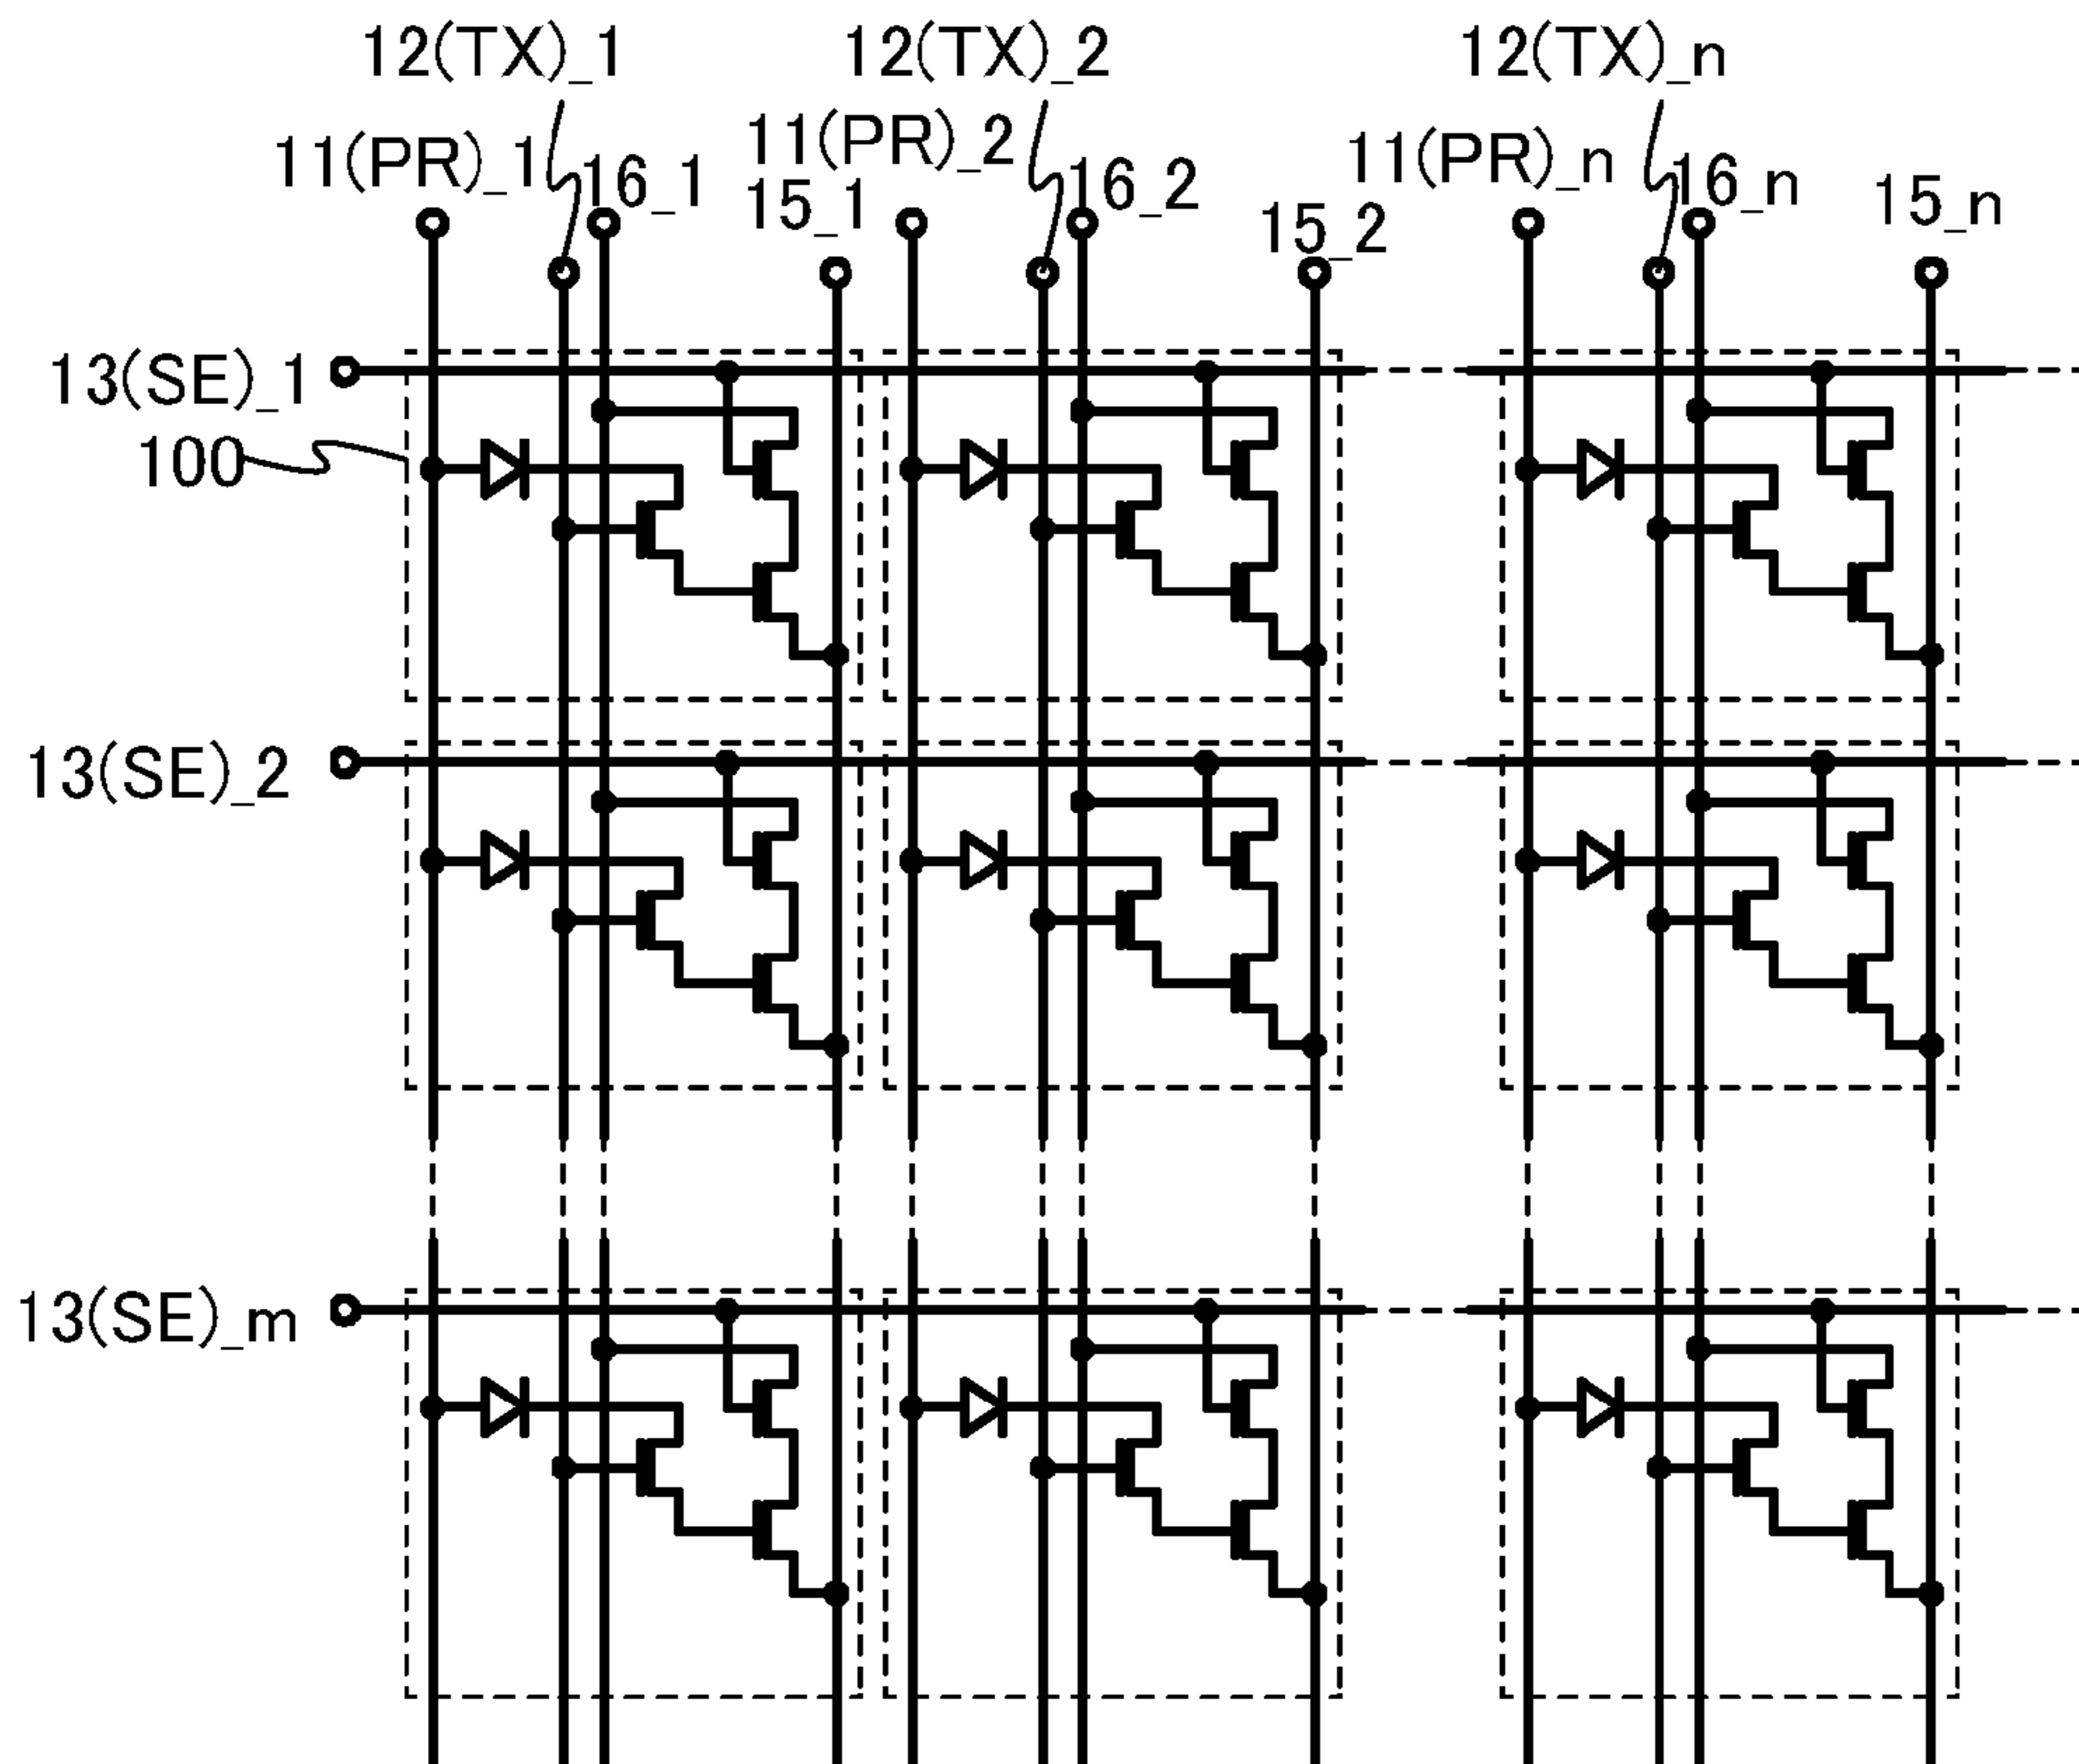 12(TX)_1
12(TX)_2
12(TX)_n
11(PR)_1
16_1
11(PR)_2
16_2
11(PR)_n
16_n
15_1
15_2
15_n
13(SE)_1
100
13(SE)_2
13(SE)_m